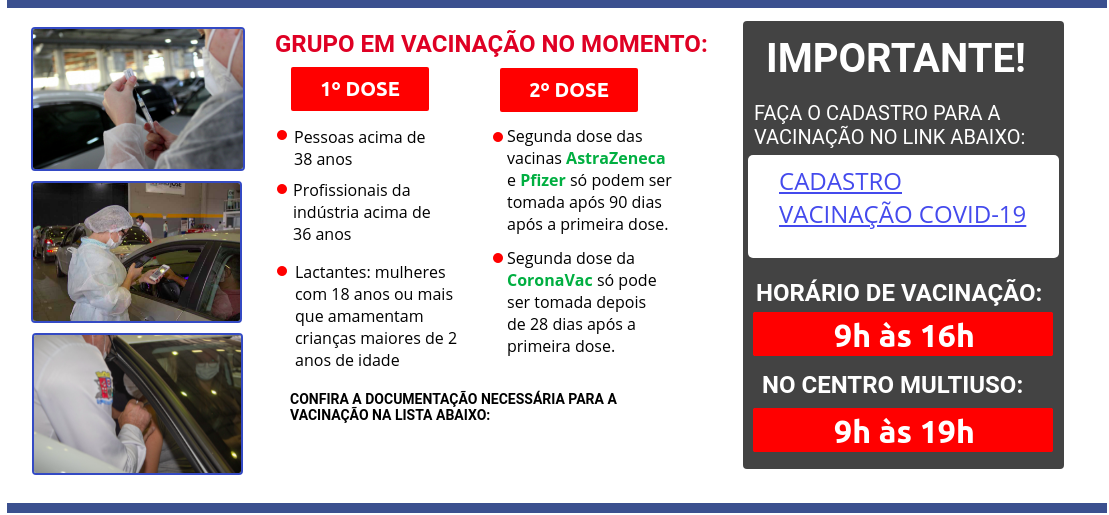 GRUPO EM VACINAÇÃO NO MOMENTO:
1º DOSE
Pessoas acima de
38 anos
Profissionais da
indústria acima de
36 anos
Lactantes: mulheres
com 18 anos ou mais
que amamentam
crianças maiores de 2
anos de idade
2º DOSE
Segunda dose das
vacinas AstraZeneca
e Pfizer só podem ser
tomada após 90 dias
após a primeira dose.
Segunda dose da
CoronaVac só pode
ser tomada depois
de 28 dias após a
primeira dose.
CONFIRA A DOCUMENTAÇÃO NECESSÁRIA PARA A
VACINAÇÃO NA LISTA ABAIXO:
IMPORTANTE!
FAÇA O CADASTRO PARA A
VACINAÇÃO NO LINK ABAIXO:
CADASTRO
VACINAÇÃO COVID-19
HORÁRIO DE VACINAÇÃO:
9h às 16h
NO CENTRO MULTIUSO:
9h às 19h